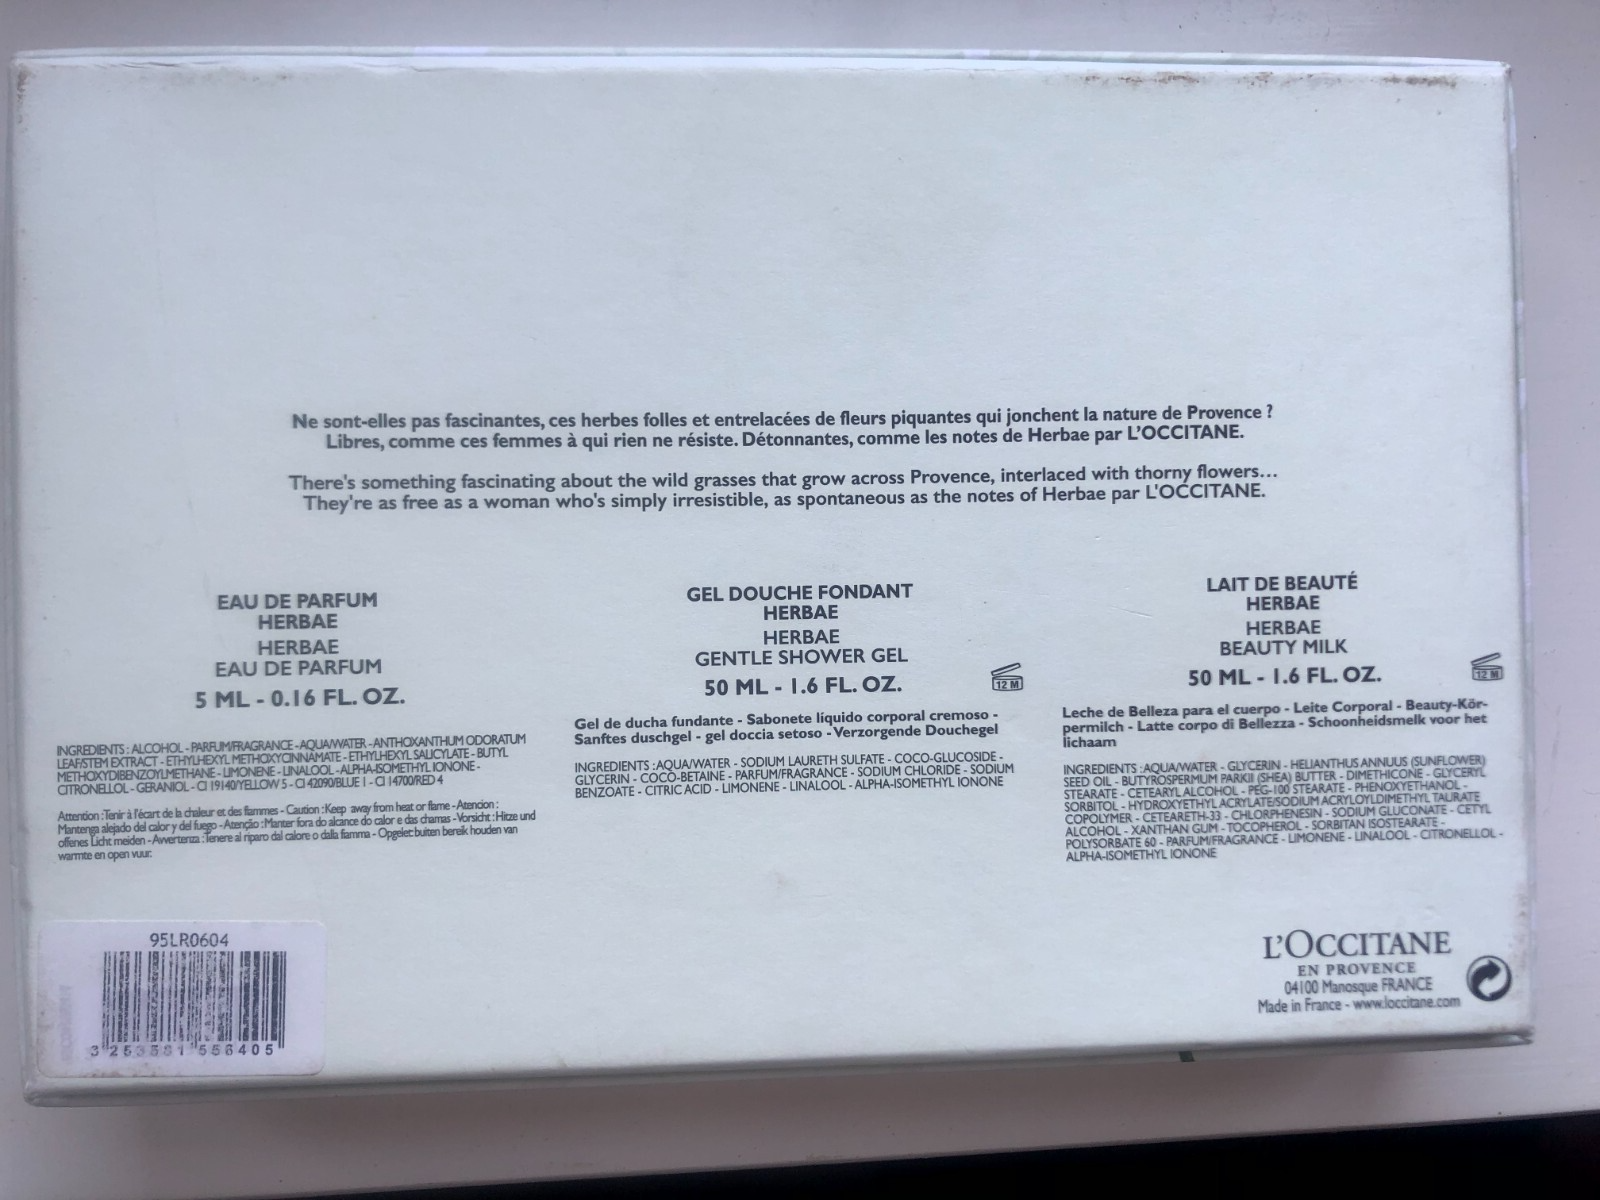 Ne sont-elles pas fascinantes, ces herbes folles et entrelacées de fleurs piquantes qui jonchent la nature de Provence ?
Libres, comme ces femmes à qui rien ne résiste. Détonnantes, comme les notes de Herbae par L'OCCITANE.
There's something fascinating about the wild grasses that grow across Provence, interlaced with thorny flowers...
They're as free as a woman who's simply irresistible, as spontaneous as the notes of Herbae par L'OCCITANE.
EAU DE PARFUM
HERBAE
HERBAE
EAU DE PARFUM
5 ML - 0.16 FL. OZ.
INGREDIENTS : ALCOHOL - PARFUM/FRAGRANCE - AQUA/WATER - ANTHOXANTHUM ODORATUM
LEAF/STEM EXTRACT - ETHYLHEXYL METHOXYCINNAMATE - ETHYLHEXYL SALICYLATE - BUTYL
METHOXYDIBENZOYLMETHANE - LIMONENE - LINALOOL - ALPHA-ISOMETHYL IONONE -
CITRONELLOL - GERANIOL - CI 19140/YELLOW 5 - CI 42090/BLUE 1 - CI 14700/RED 4
Attention : Tenir à l'écart de la chaleur et des flammes - Caution : Keep away from heat or flame - Atencion :
Mantenga alejado del calor y del fuego - Atenção : Manter fora do alcance do calor e das chamas - Vorsicht : Hitze und
offenes Licht meiden - Avvertenza : Tenere al riparo dal calore o dalla fiamma - Opgelet: buiten bereik houden van
warmte en open vuur.
GEL DOUCHE FONDANT
HERBAE
HERBAE
GENTLE SHOWER GEL
50 ML - 1.6 FL. OZ.
12 M
Gel de ducha fundante - Sabonete líquido corporal cremoso -
Sanftes duschgel - gel doccia setoso - Verzorgende Douchegel
INGREDIENTS : AQUA/WATER - SODIUM LAURETH SULFATE - COCO-GLUCOSIDE -
GLYCERIN - COCO-BETAINE - PARFUM/FRAGRANCE - SODIUM CHLORIDE - SODIUM
BENZOATE - CITRIC ACID - LIMONENE - LINALOOL - ALPHA-ISOMETHYL IONONE
LAIT DE BEAUTÉ
HERBAE
HERBAE
BEAUTY MILK
50 ML - 1.6 FL. OZ.
12 M
Leche de Belleza para el cuerpo - Leite Corporal - Beauty-Kör-
permilch - Latte corpo di Bellezza - Schoonheidsmelk voor het
lichaam
INGREDIENTS : AQUA/WATER - GLYCERIN - HELIANTHUS ANNUUS (SUNFLOWER)
SEED OIL - BUTYROSPERMUM PARKII (SHEA) BUTTER - DIMETHICONE - GLYCERYL
STEARATE - CETEARYL ALCOHOL - PEG-100 STEARATE - PHENOXYETHANOL -
SORBITOL - HYDROXYETHYL ACRYLATE/SODIUM ACRYLOYLDIMETHYL TAURATE
COPOLYMER - CETEARETH-33 - CHLORPHENESIN - SODIUM GLUCONATE - CETYL
ALCOHOL - XANTHAN GUM - TOCOPHEROL - SORBITAN ISOSTEARATE -
POLYSORBATE 60 - PARFUM/FRAGRANCE - LIMONENE - LINALOOL - CITRONELLOL -
ALPHA-ISOMETHYL IONONE
95LR0604
3 253581 556405
L'OCCITANE
EN PROVENCE
04100 Manosque FRANCE
Made in France - www.loccitane.com